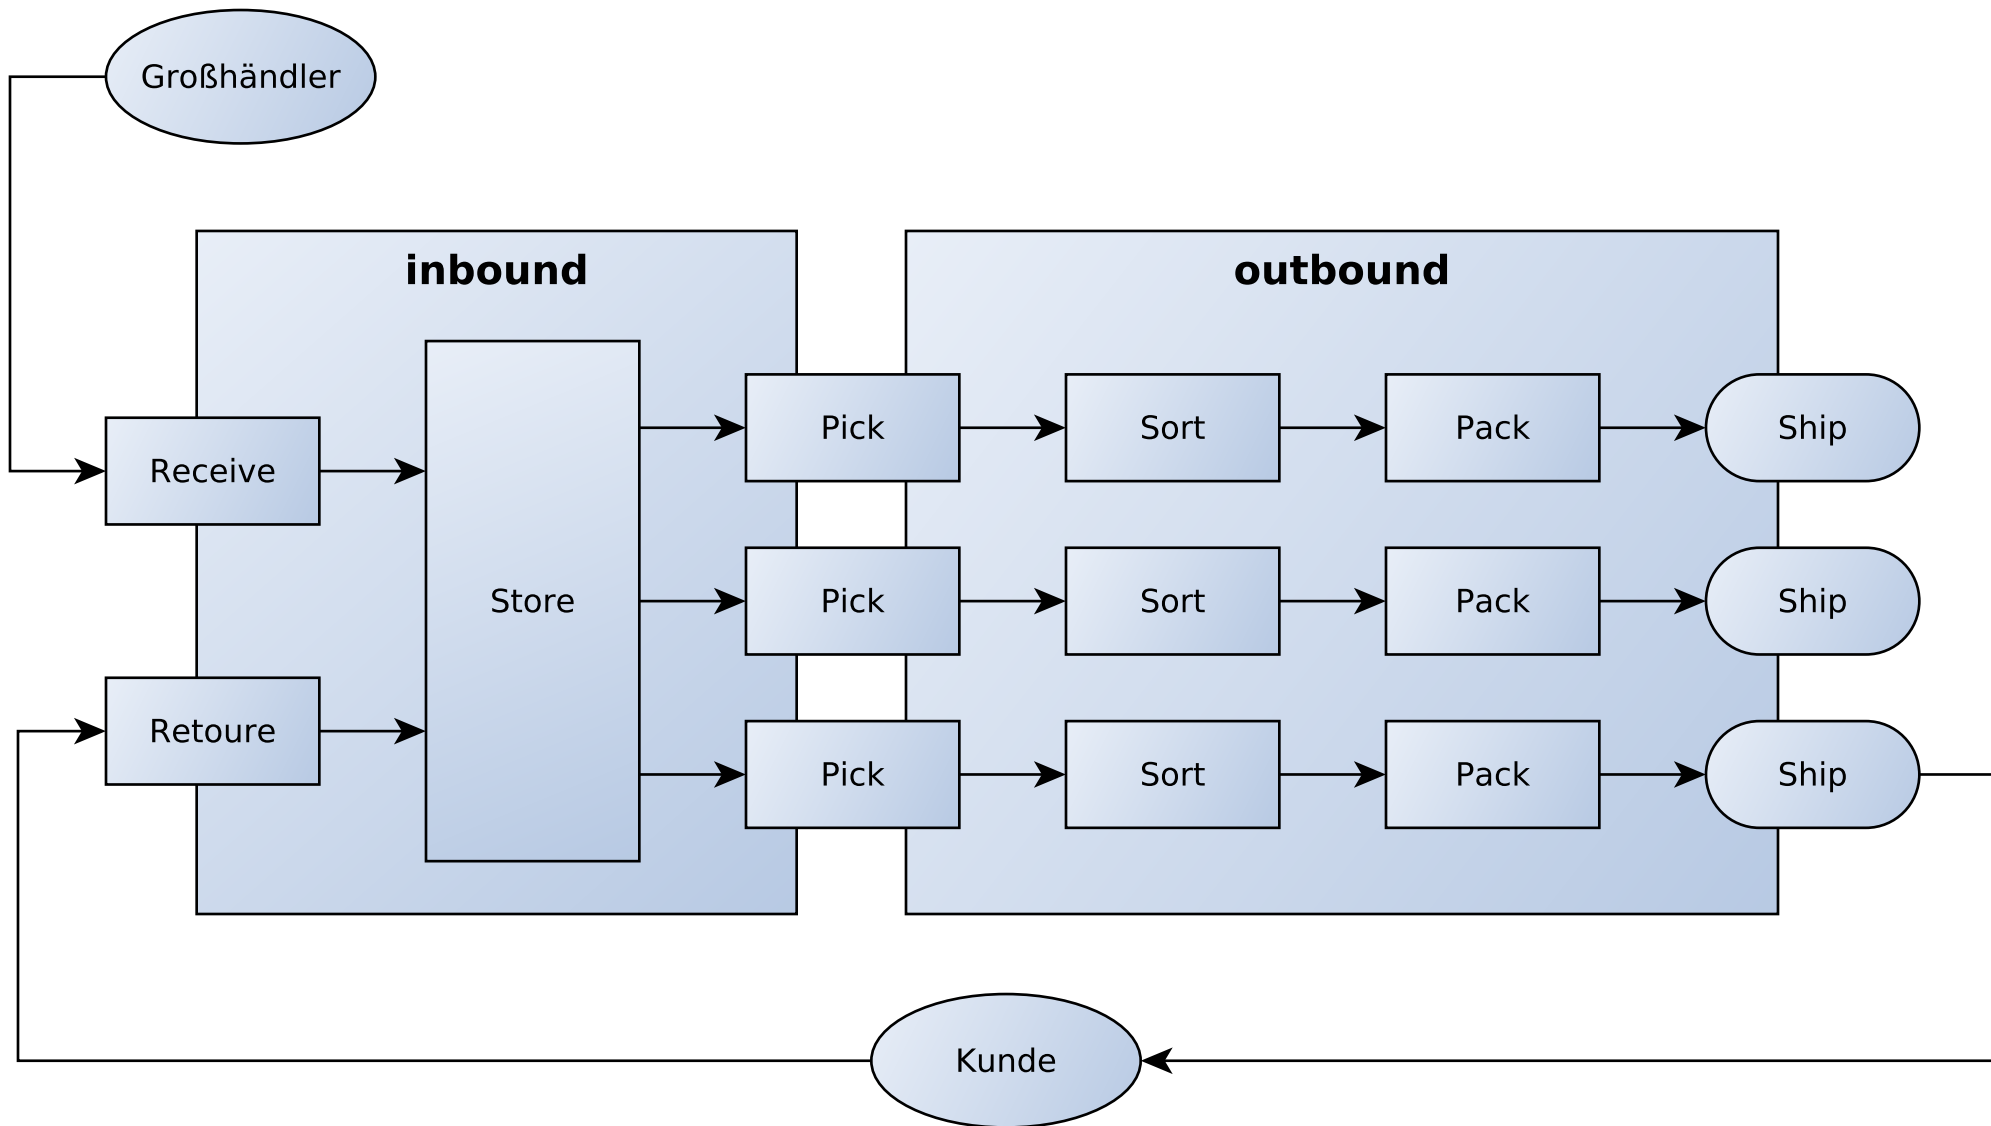 Großhändler
inbound
outbound
Receive
Store
Pick
Sort
Pack
Ship
Pick
Sort
Pack
Ship
Retoure
Pick
Sort
Pack
Ship
Kunde